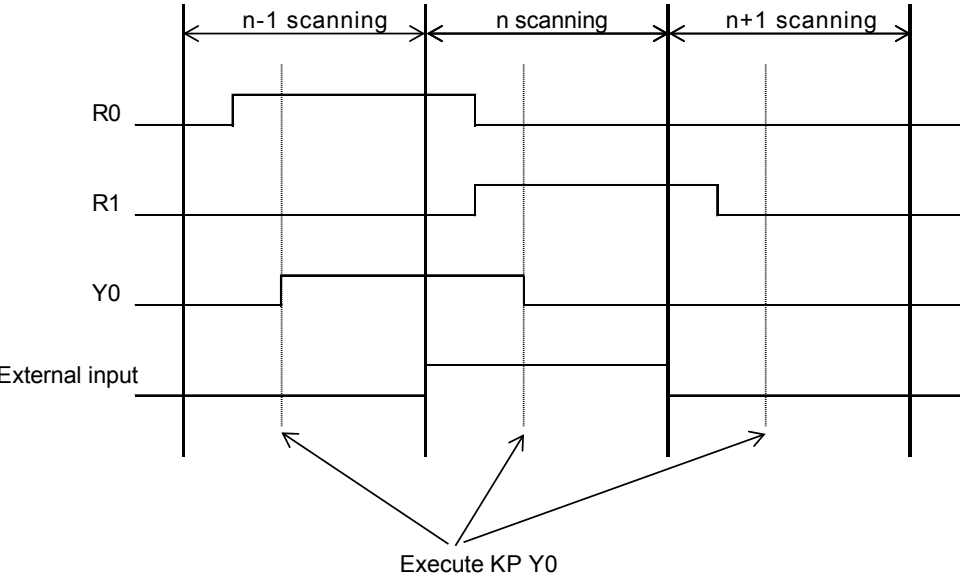 n-1 scanning
n scanning
n+1 scanning
R0
R1
Y0
External input
Execute KP Y0